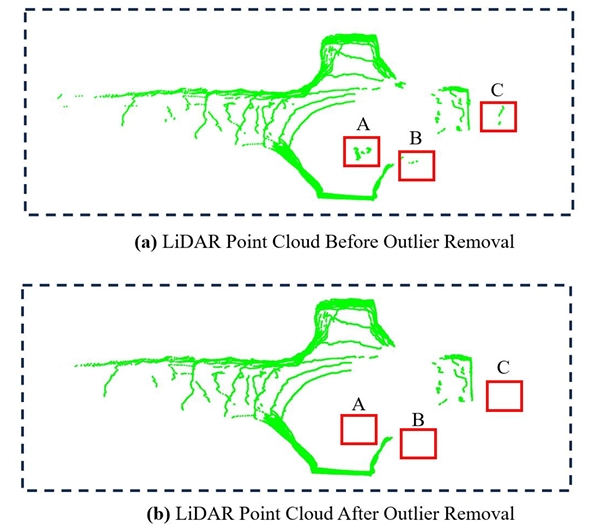 C
A
B
(a) LiDAR Point Cloud Before Outlier Removal
C
A
B
(b) LiDAR Point Cloud After Outlier Removal